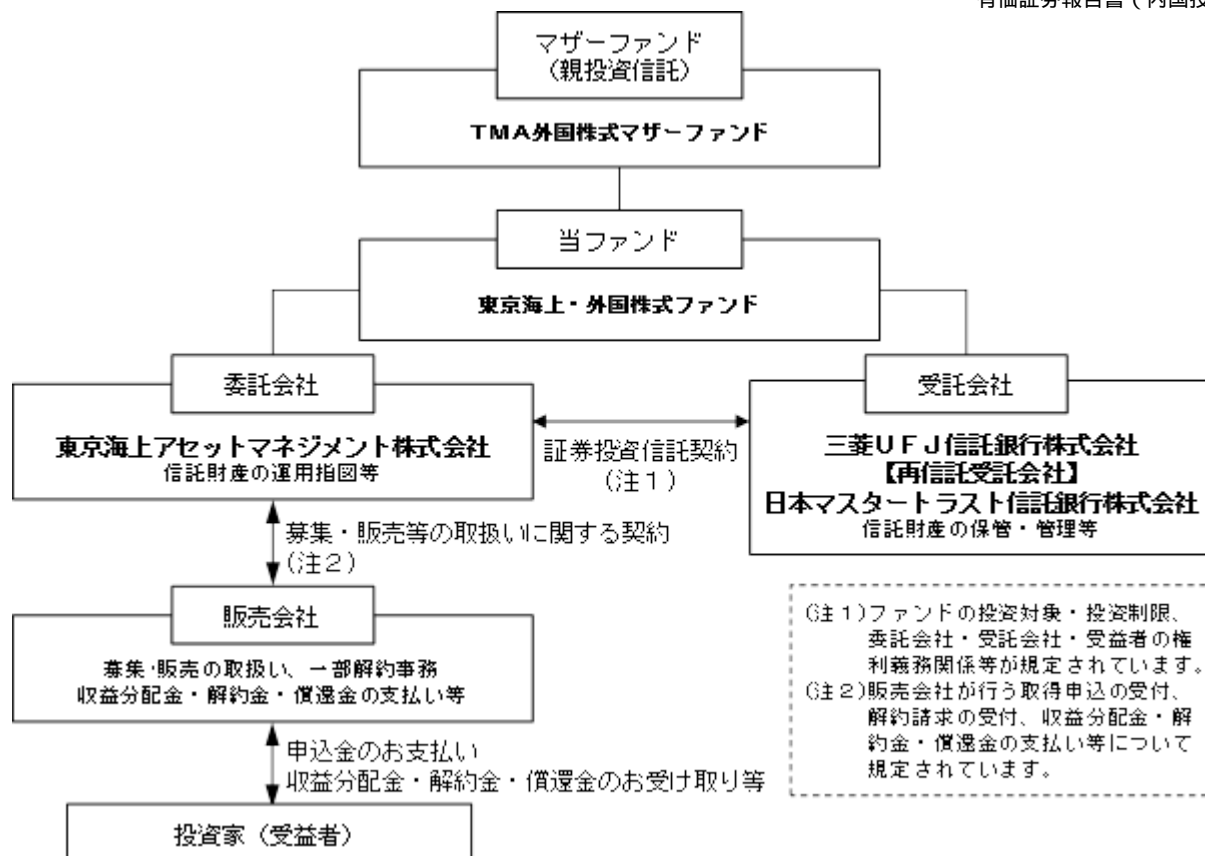 有価証券報告書（内国投
マザーファンド
（親投資信託）
ＴＭＡ外国株式マザーファンド
当ファンド
東京海上・外国株式ファンド
委託会社
東京海上アセットマネジメント株式会社
信託財産の運用指図等
証券投資信託契約
（注１）
受託会社
三菱ＵＦＪ信託銀行株式会社
【再信託受託会社】
日本マスタートラスト信託銀行株式会社
信託財産の保管・管理等
募集・販売等の取扱いに関する契約
（注２）
販売会社
募集・販売の取扱い、一部解約事務
収益分配金・解約金・償還金の支払い等
（注１）ファンドの投資対象・投資制限、
委託会社・受託会社・受益者の権
利義務関係等が規定されています。
（注２）販売会社が行う取得申込の受付、
解約請求の受付、収益分配金・解
約金・償還金の支払い等について
規定されています。
申込金のお支払い
収益分配金・解約金・償還金のお受け取り等
投資家（受益者）